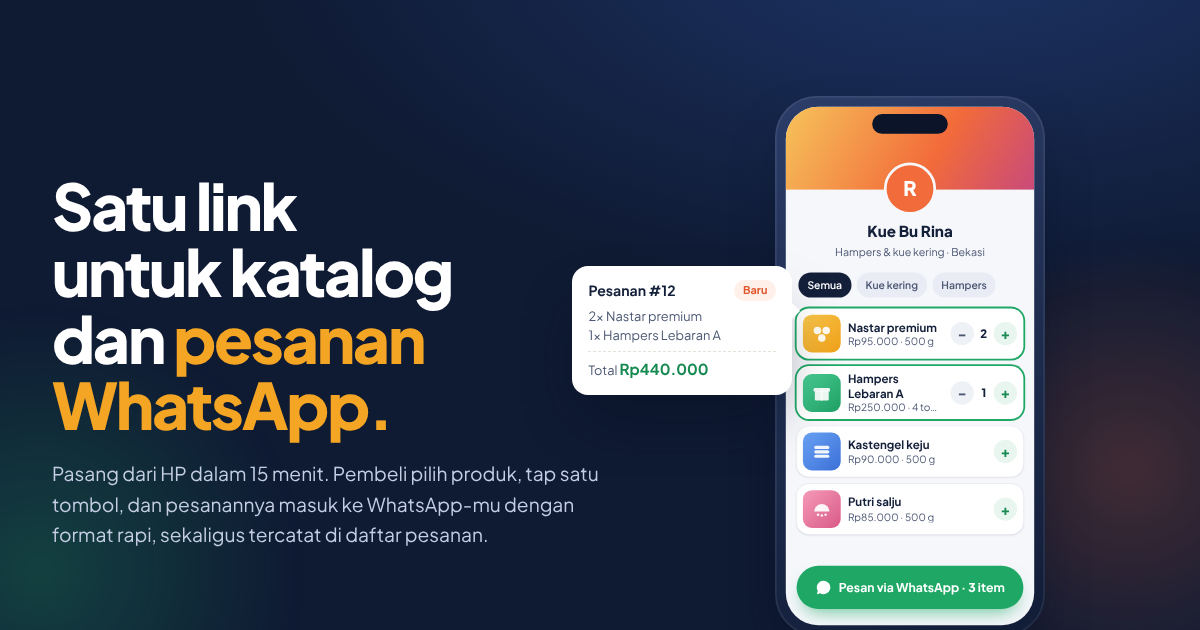 Satu link
untuk katalog
dan pesanan
WhatsApp.
Pasang dari HP dalam 15 menit. Pembeli pilih produk, tap satu
tombol, dan pesanannya masuk ke WhatsApp-mu dengan
format rapi, sekaligus tercatat di daftar pesanan.
Pesanan #12
Baru
2× Nastar premium
1× Hampers Lebaran A
Total Rp440.000
R
Kue Bu Rina
Hampers & kue kering · Bekasi
Semua
Kue kering
Hampers
Nastar premium
Rp95.000 · 500 g
− 2 +
Hampers
Lebaran A
Rp250.000 · 4 to...
− 1 +
Kastengel keju
Rp90.000 · 500 g
+
Putri salju
Rp85.000 · 500 g
+
Pesan via WhatsApp · 3 item